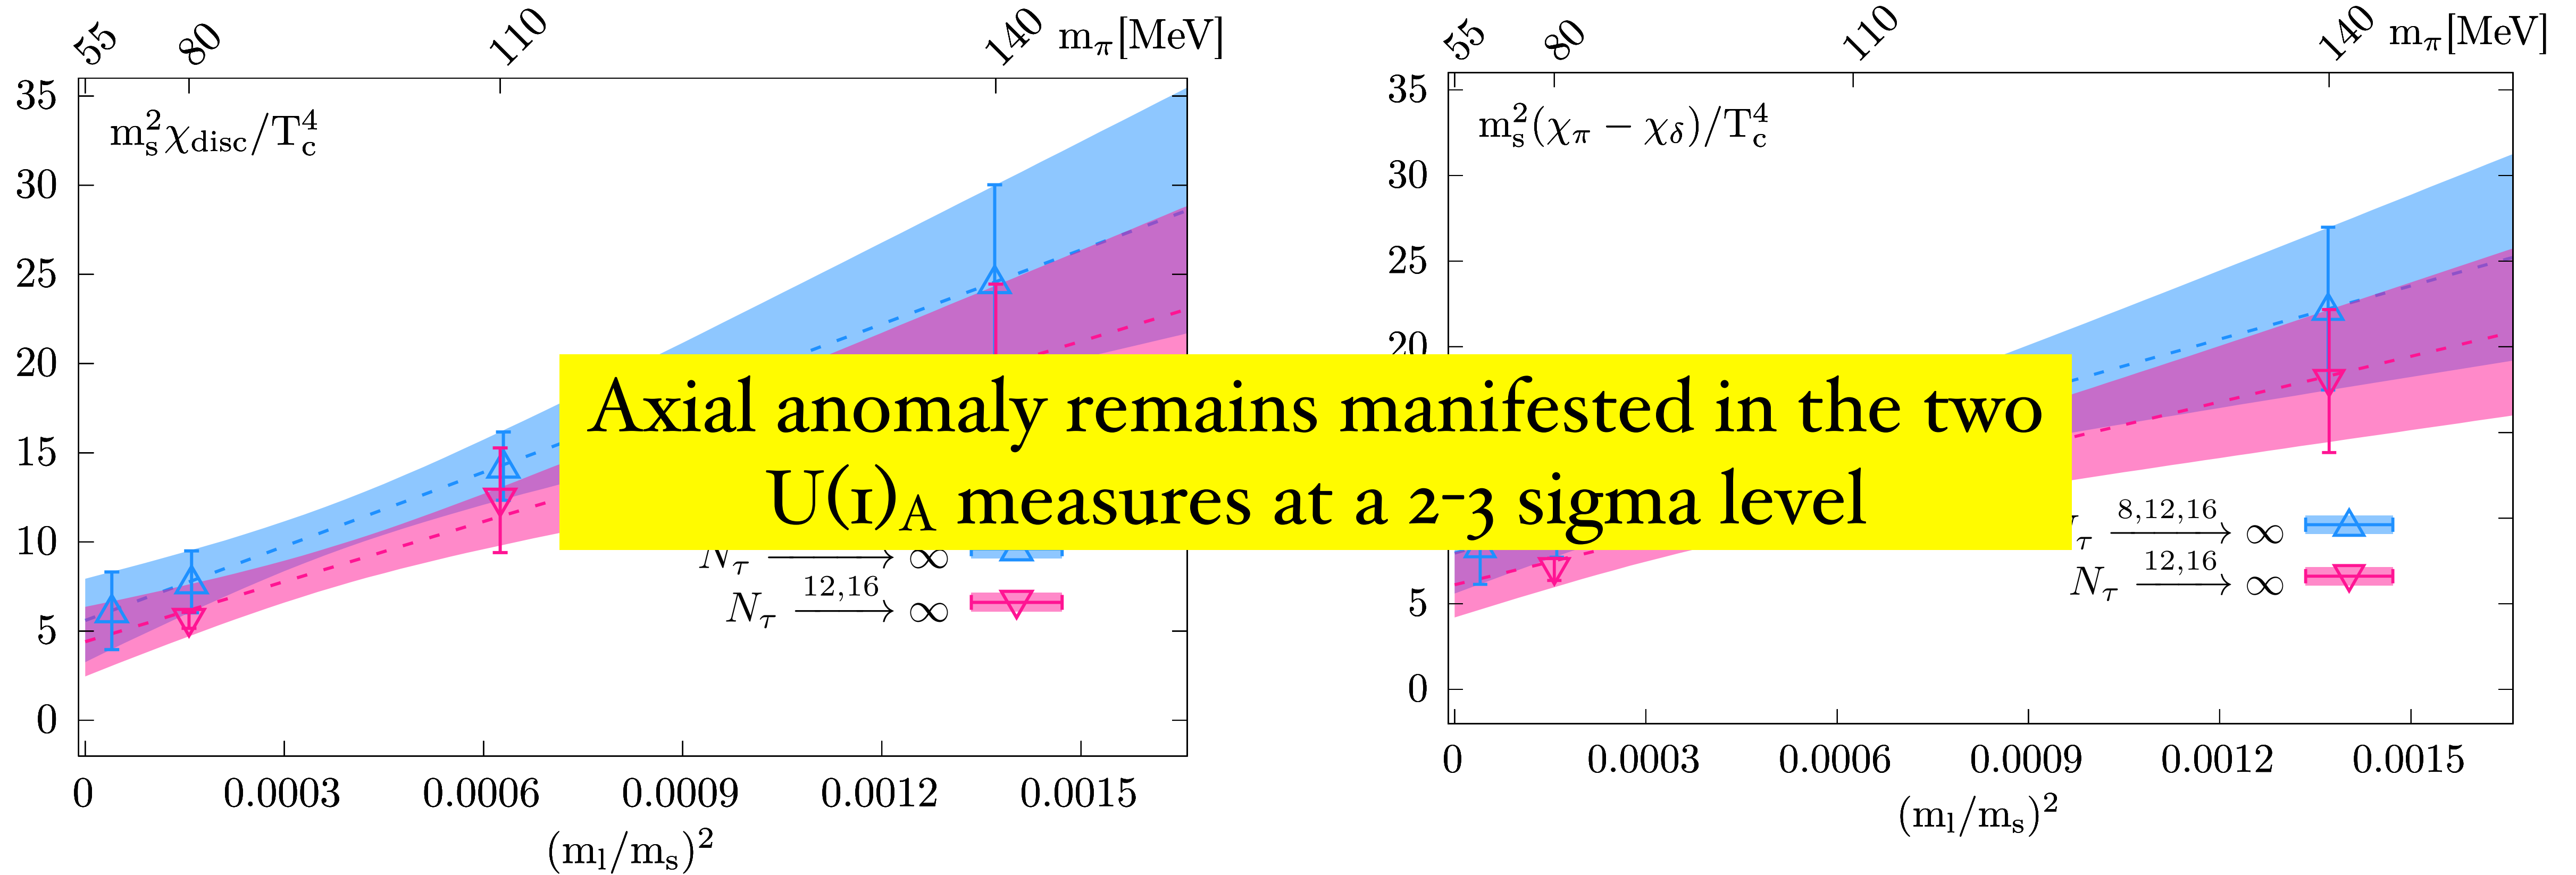 55 80 110 140 mπ[MeV]
35
30
25
20
15
10
5
0
m_s^2χ_disc/T_c^4
N_τ → ∞
N_τ 12,16 → ∞
0 0.0003 0.0006 0.0009 0.0012 0.0015
(m_l/m_s)^2
55 80 110 140 mπ[MeV]
35
30
25
20
5
0
m_s^2(χ_π − χ_δ)/T_c^4
τ 8,12,16 → ∞
N_τ 12,16 → ∞
0 0.0003 0.0006 0.0009 0.0012 0.0015
(m_l/m_s)^2
Axial anomaly remains manifested in the two
U(1)_A measures at a 2-3 sigma level